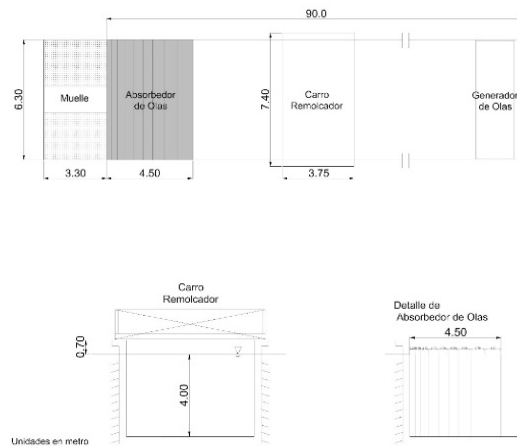 90.0
6.30
Muelle
Absorbedor
de Olas
7.40
Carro
Remolcador
Generador
de Olas
3.30
4.50
3.75
Carro
Remolcador
Detalle de
Absorbedor de Olas
4.50
0.70
4.00
Unidades en metro